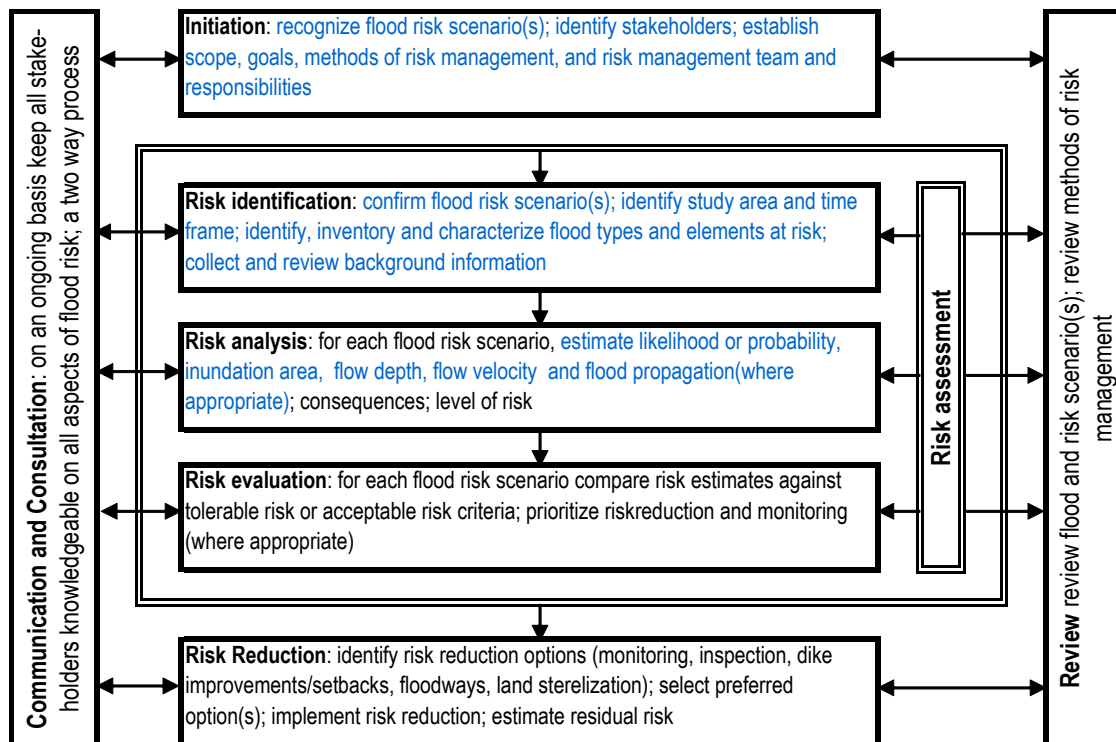 Communication and Consultation: on an ongoing basis keep all stake-
holders knowledgeable on all aspects of flood risk; a two way process
Initiation: recognize flood risk scenario(s); identify stakeholders; establish
scope, goals, methods of risk management, and risk management team and
responsibilities
Risk identification: confirm flood risk scenario(s); identify study area and time
frame; identify, inventory and characterize flood types and elements at risk;
collect and review background information
Risk analysis: for each flood risk scenario, estimate likelihood or probability,
inundation area, flow depth, flow velocity and flood propagation(where
appropriate); consequences; level of risk
Risk evaluation: for each flood risk scenario compare risk estimates against
tolerable risk or acceptable risk criteria; prioritize riskreduction and monitoring
(where appropriate)
Risk assessment
Risk Reduction: identify risk reduction options (monitoring, inspection, dike
improvements/setbacks, floodways, land sterelization); select preferred
option(s); implement risk reduction; estimate residual risk
Review review flood and risk scenario(s); review methods of risk
management